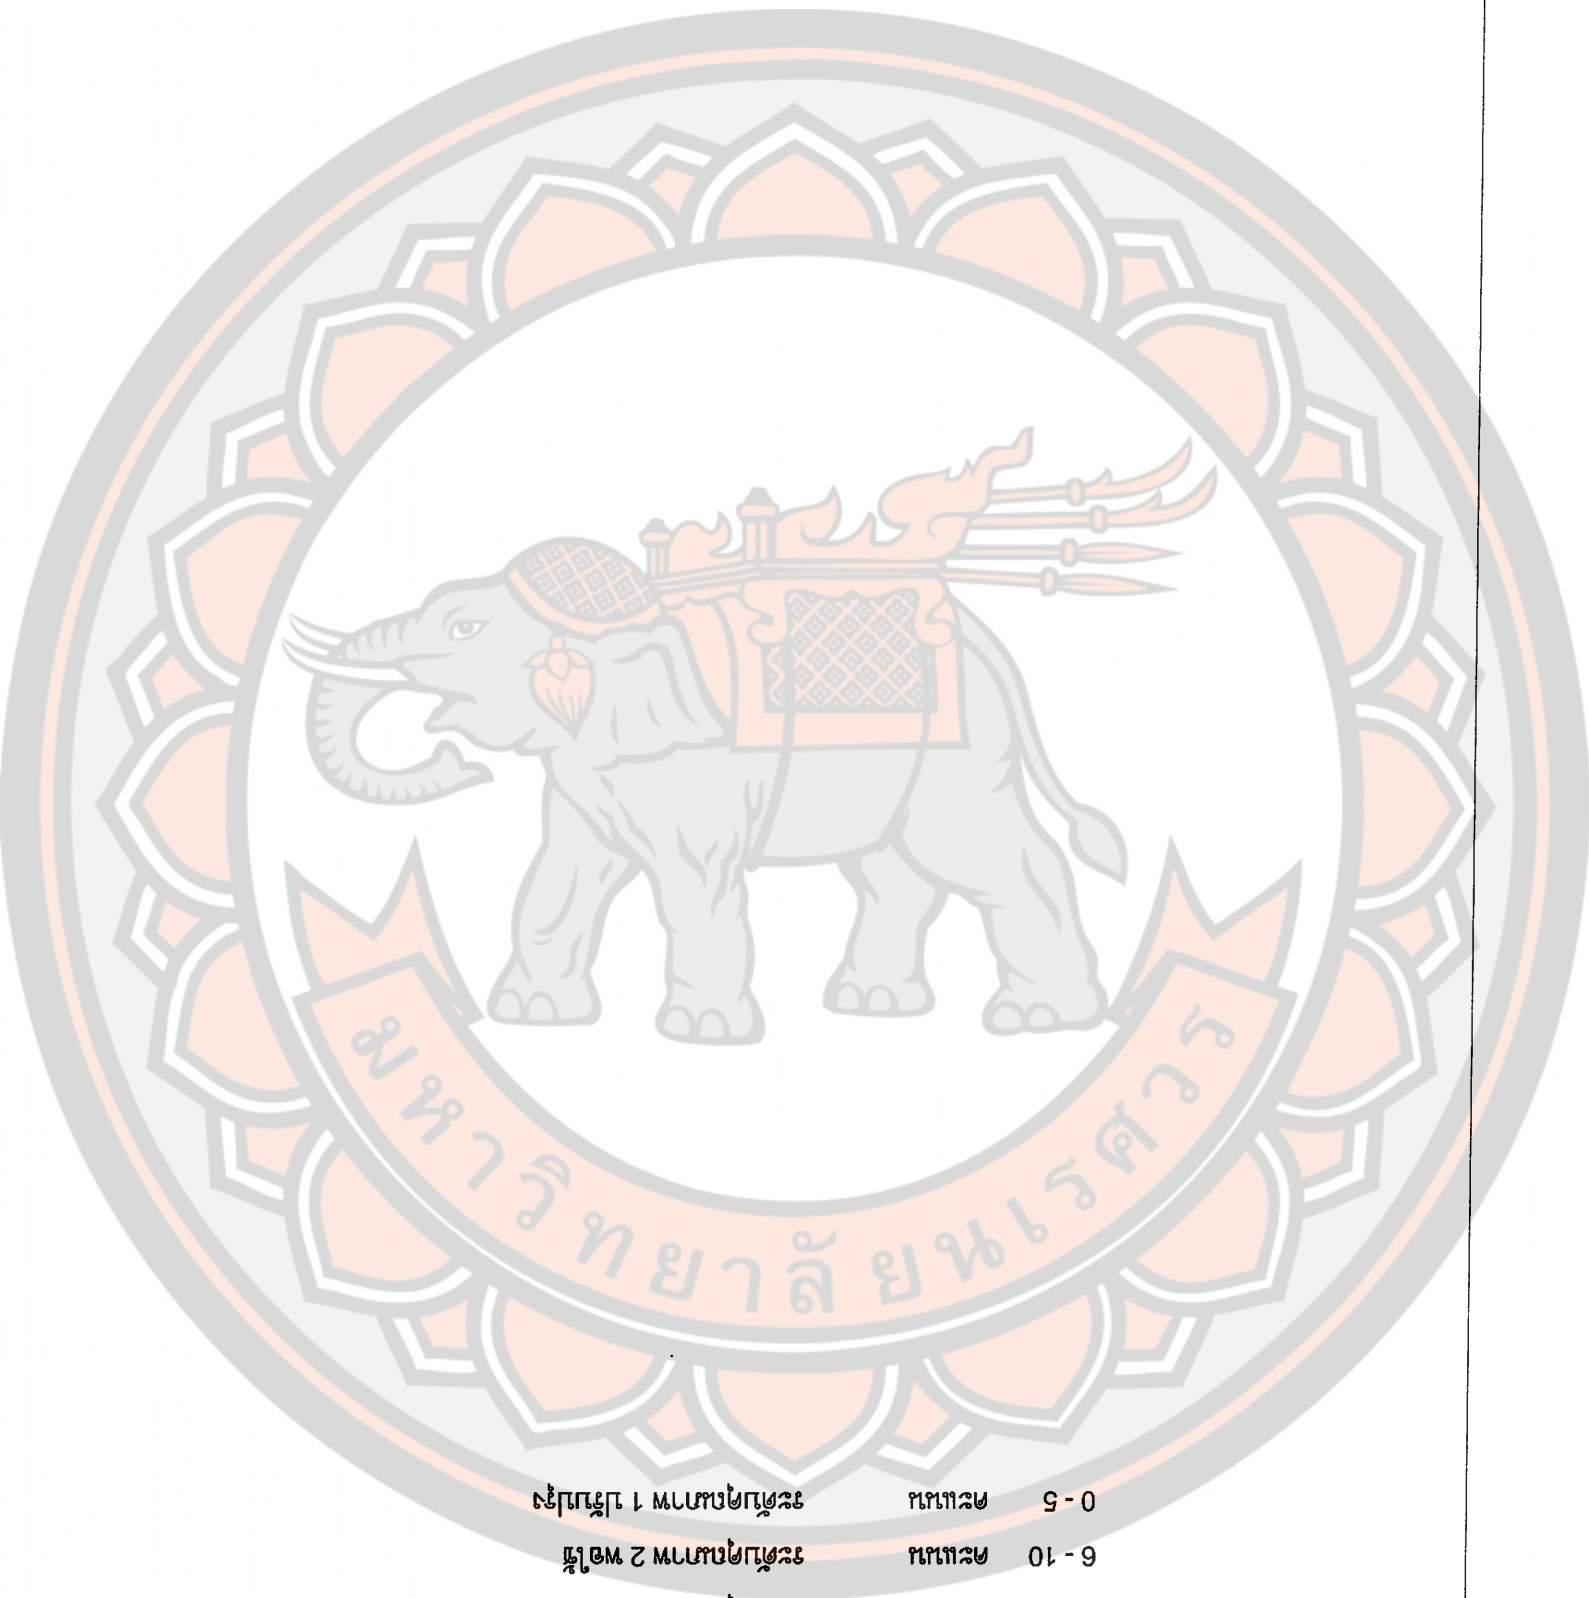 มหาวิทยาลัยนเรศวร
6 - 10 คะแนน ระดับคุณภาพ 2 พอใช้
0 - 5 คะแนน ระดับคุณภาพ 1 ปรับปรุง